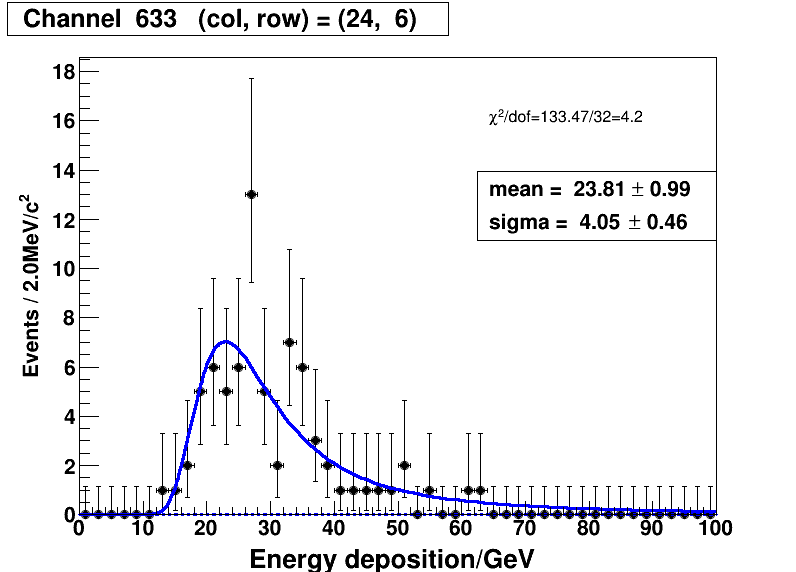 Channel 633 (col, row) = (24, 6)
18
16
14
12
10
8
6
4
2
0
Events / 2.0MeV/c²
χ²/dof=133.47/32=4.2
mean = 23.81 ± 0.99
sigma = 4.05 ± 0.46
0 10 20 30 40 50 60 70 80 90 100
Energy deposition/GeV